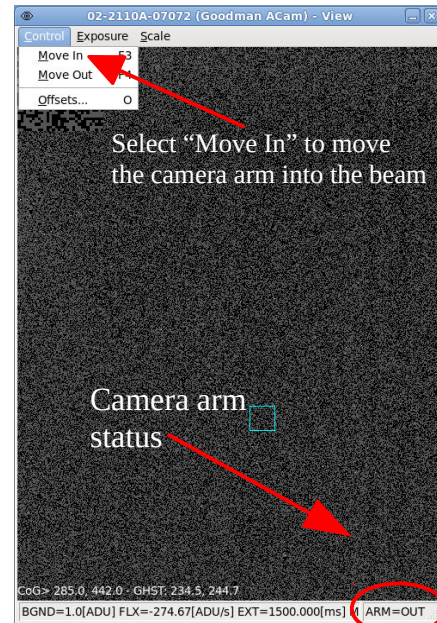 02-2110A-07072 (Goodman ACam) - View
Control Exposure Scale
Move In F3
Move Out F4
Offsets... O
Select “Move In” to move
the camera arm into the beam
Camera arm
status
CoG> 285.0, 442.0 - GHST: 234.5, 244.7
BGND=1.0[ADU] FLX=-274.67[ADU/s] EXT=1500.000[ms] M ARM=OUT